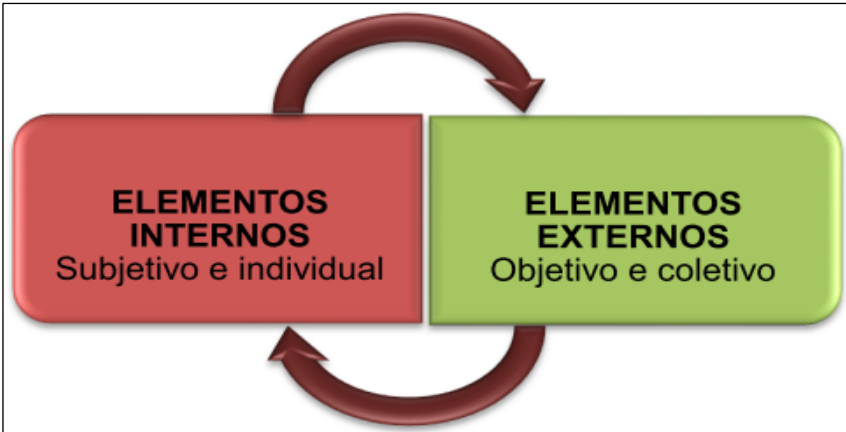 ELEMENTOS
INTERNOS
Subjetivo e individual
ELEMENTOS
EXTERNOS
Objetivo e coletivo